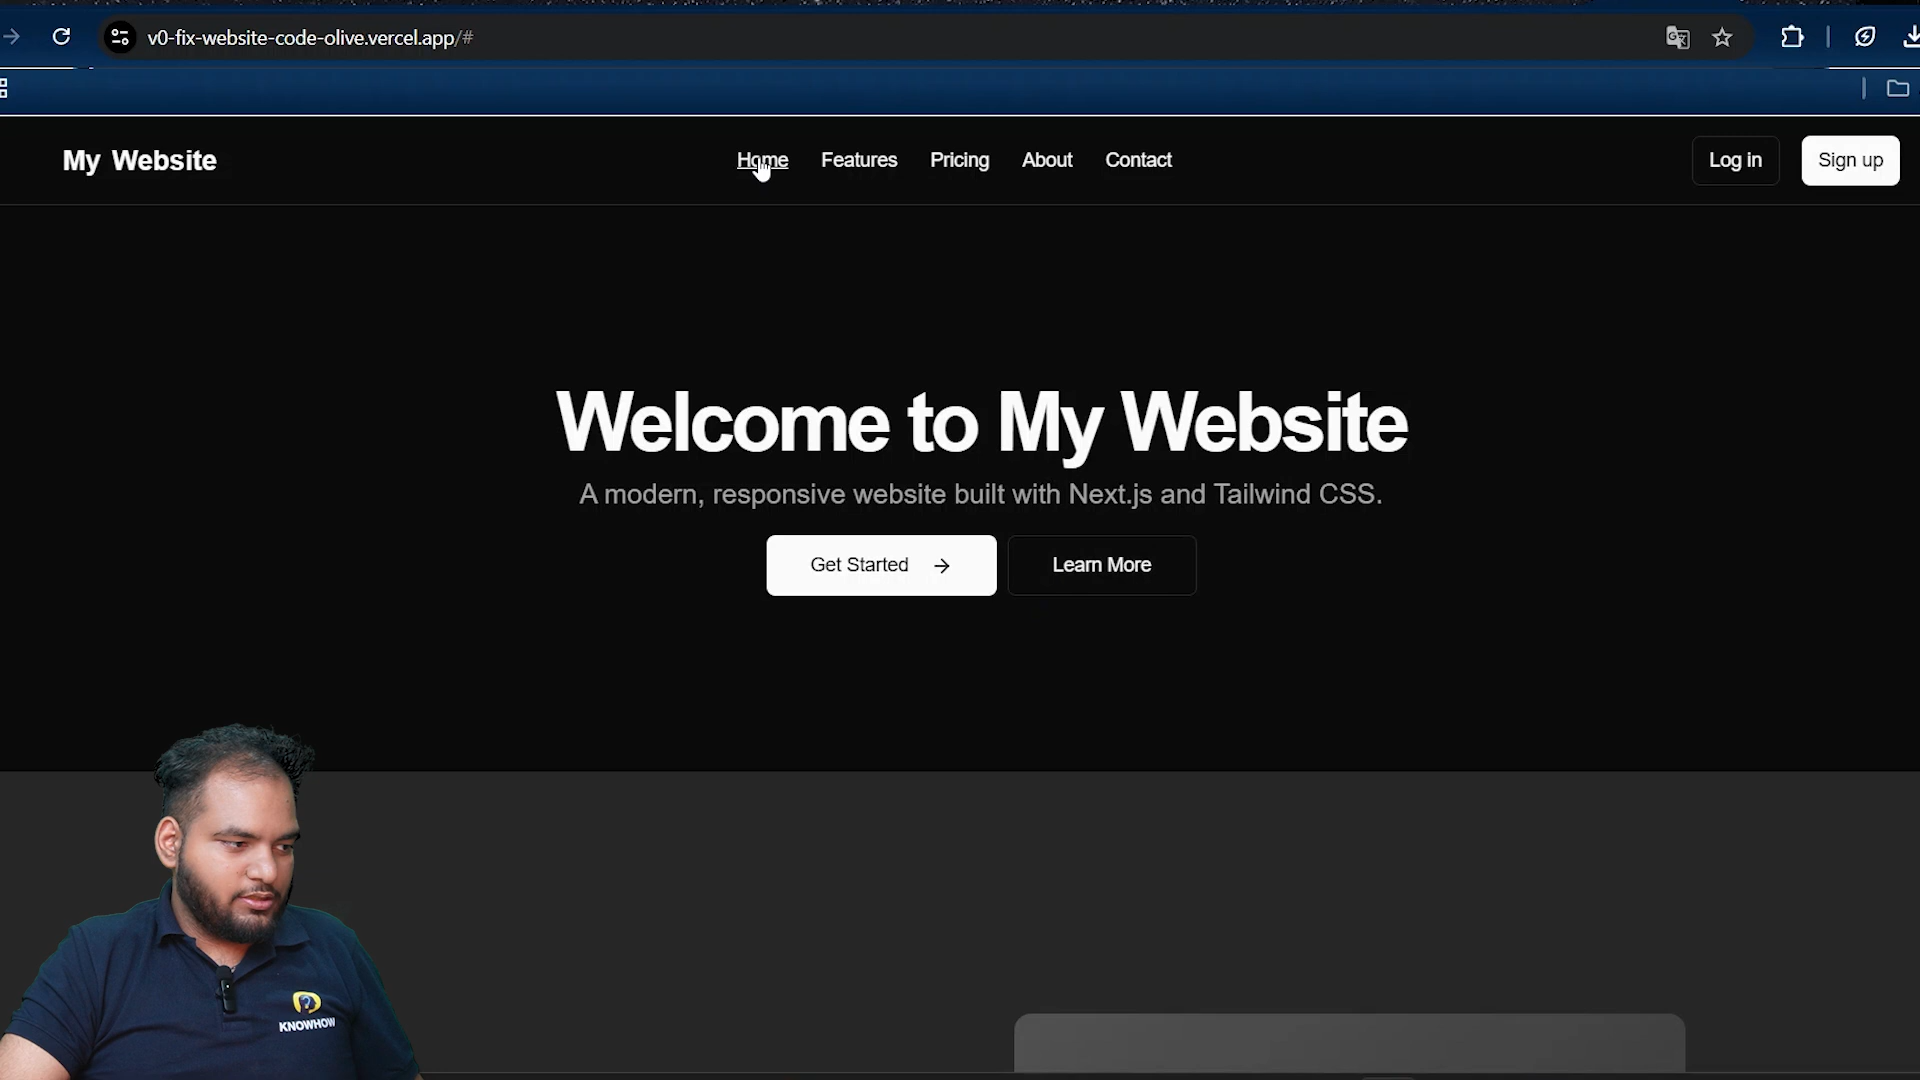 v0-fix-website-code-olive.vercel.app/#
My Website
Home Features Pricing About Contact
Log in Sign up
Welcome to My Website
A modern, responsive website built with Next.js and Tailwind CSS.
Get Started → Learn More
KNOWHOW